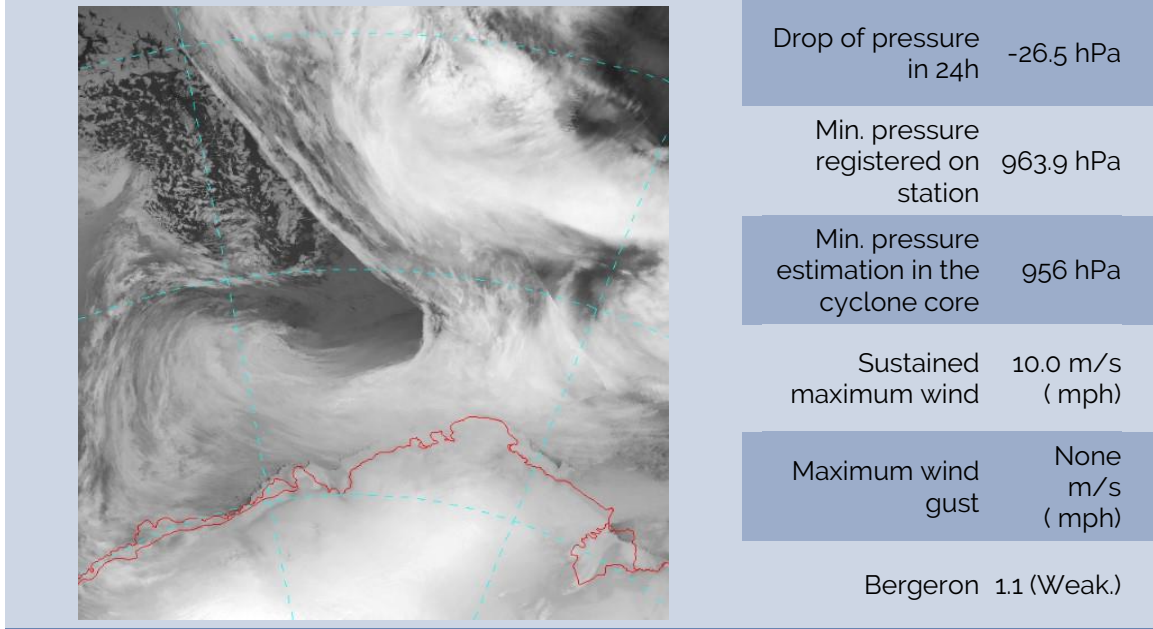 Drop of pressure
in 24h
-26.5 hPa
Min. pressure
registered on
station
963.9 hPa
Min. pressure
estimation in the
cyclone core
956 hPa
Sustained
maximum wind
10.0 m/s
( mph)
Maximum wind
gust
None
m/s
( mph)
Bergeron
1.1 (Weak.)